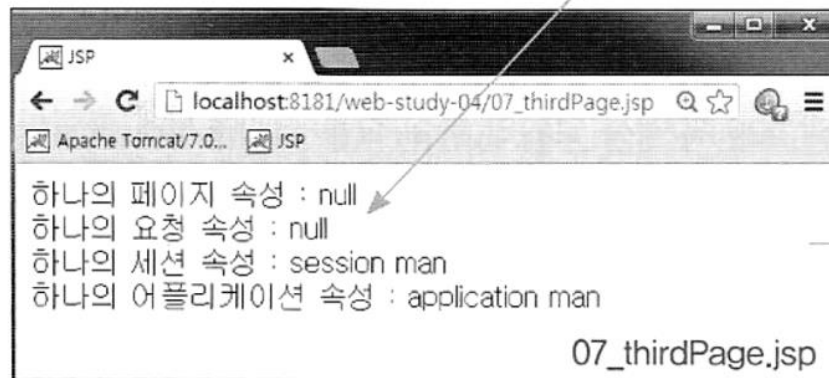 JSP
localhost:8181/web-study-04/07_thirdPage.jsp
Apache Tomcat/7.0... JSP
하나의 페이지 속성 : null
하나의 요청 속성 : null
하나의 세션 속성 : session man
하나의 어플리케이션 속성 : application man
07_thirdPage.jsp